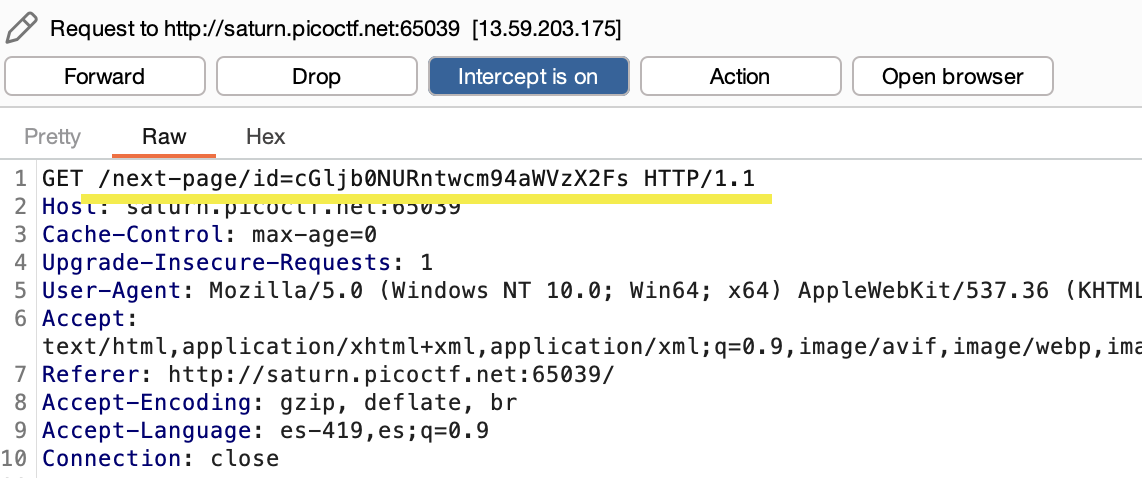 Request to http://saturn.picoctf.net:65039 [13.59.203.175]
Forward Drop Intercept is on Action Open browser
Pretty Raw Hex
1 GET /next-page/id=cGljb0NURntwcm94aWVzX2Fs HTTP/1.1
2 Host: saturn.picoctf.net:65039
3 Cache-Control: max-age=0
4 Upgrade-Insecure-Requests: 1
5 User-Agent: Mozilla/5.0 (Windows NT 10.0; Win64; x64) AppleWebKit/537.36 (KHTML
6 Accept:
text/html,application/xhtml+xml,application/xml;q=0.9,image/avif,image/webp,ima
7 Referer: http://saturn.picoctf.net:65039/
8 Accept-Encoding: gzip, deflate, br
9 Accept-Language: es-419,es;q=0.9
10 Connection: close